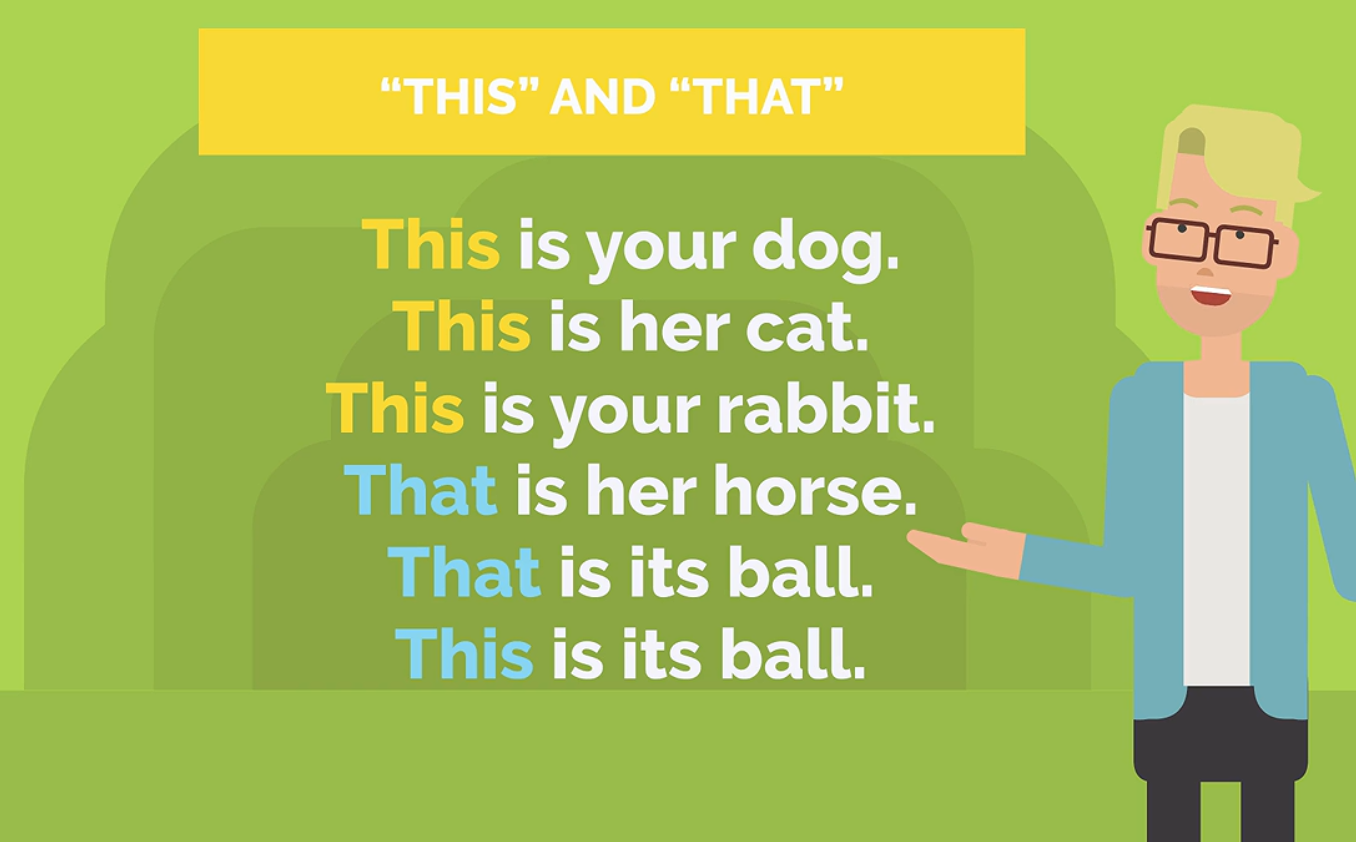 “THIS” AND “THAT”
This is your dog.
This is her cat.
This is your rabbit.
That is her horse.
That is its ball.
This is its ball.